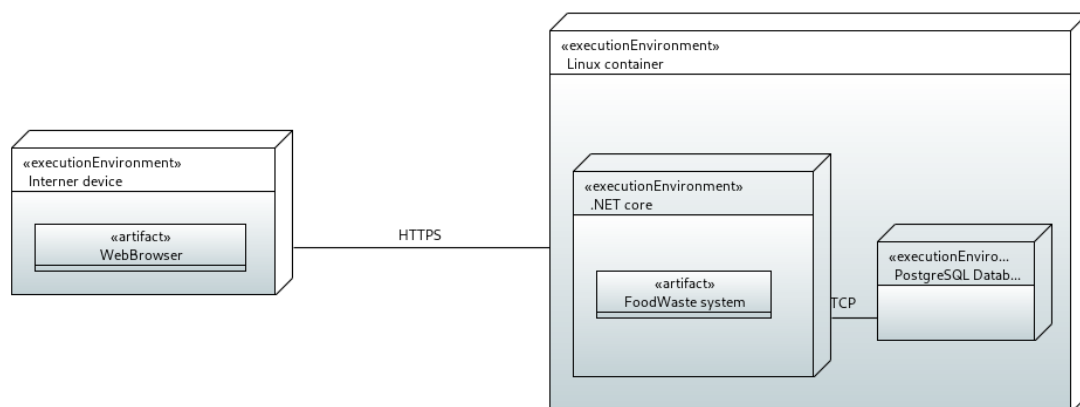 «executionEnvironment»
Linux container
«executionEnvironment»
Interner device
«artifact»
WebBrowser
HTTPS
«executionEnvironment»
.NET core
«artifact»
FoodWaste system
TCP
«executionEnviro...
PostgreSQL Datab...